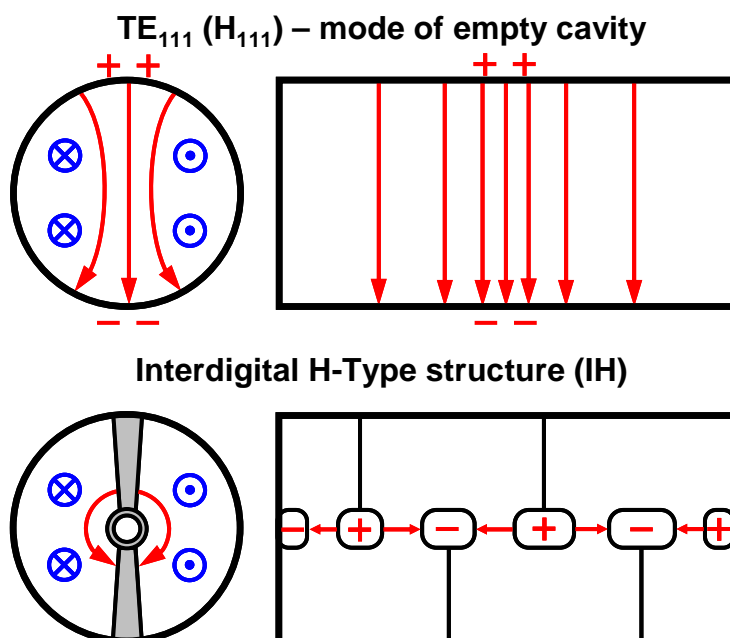 TE₁₁₁ (H₁₁₁) – mode of empty cavity
+ + + +
– – – –
Interdigital H-Type structure (IH)
– + – + – +